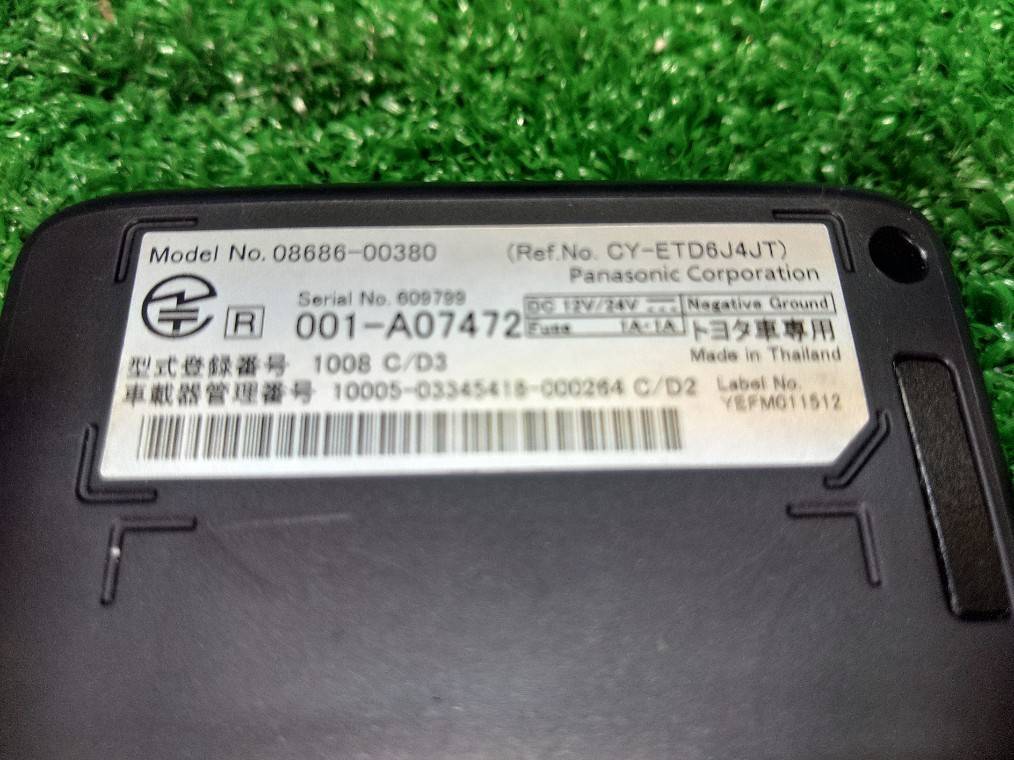 Model No. 08686-00380 (Ref.No. CY-ETD6J4JT)
Panasonic Corporation
Serial No. 609799
DC 12V/24V Negative Ground
R 001-A07472 Fuse 1A・1A トヨタ車専用
Made in Thailand
型式登録番号 1008 C/D3
車載器管理番号 10005-03345418-000264 C/D2
Label No.
YEFM011512